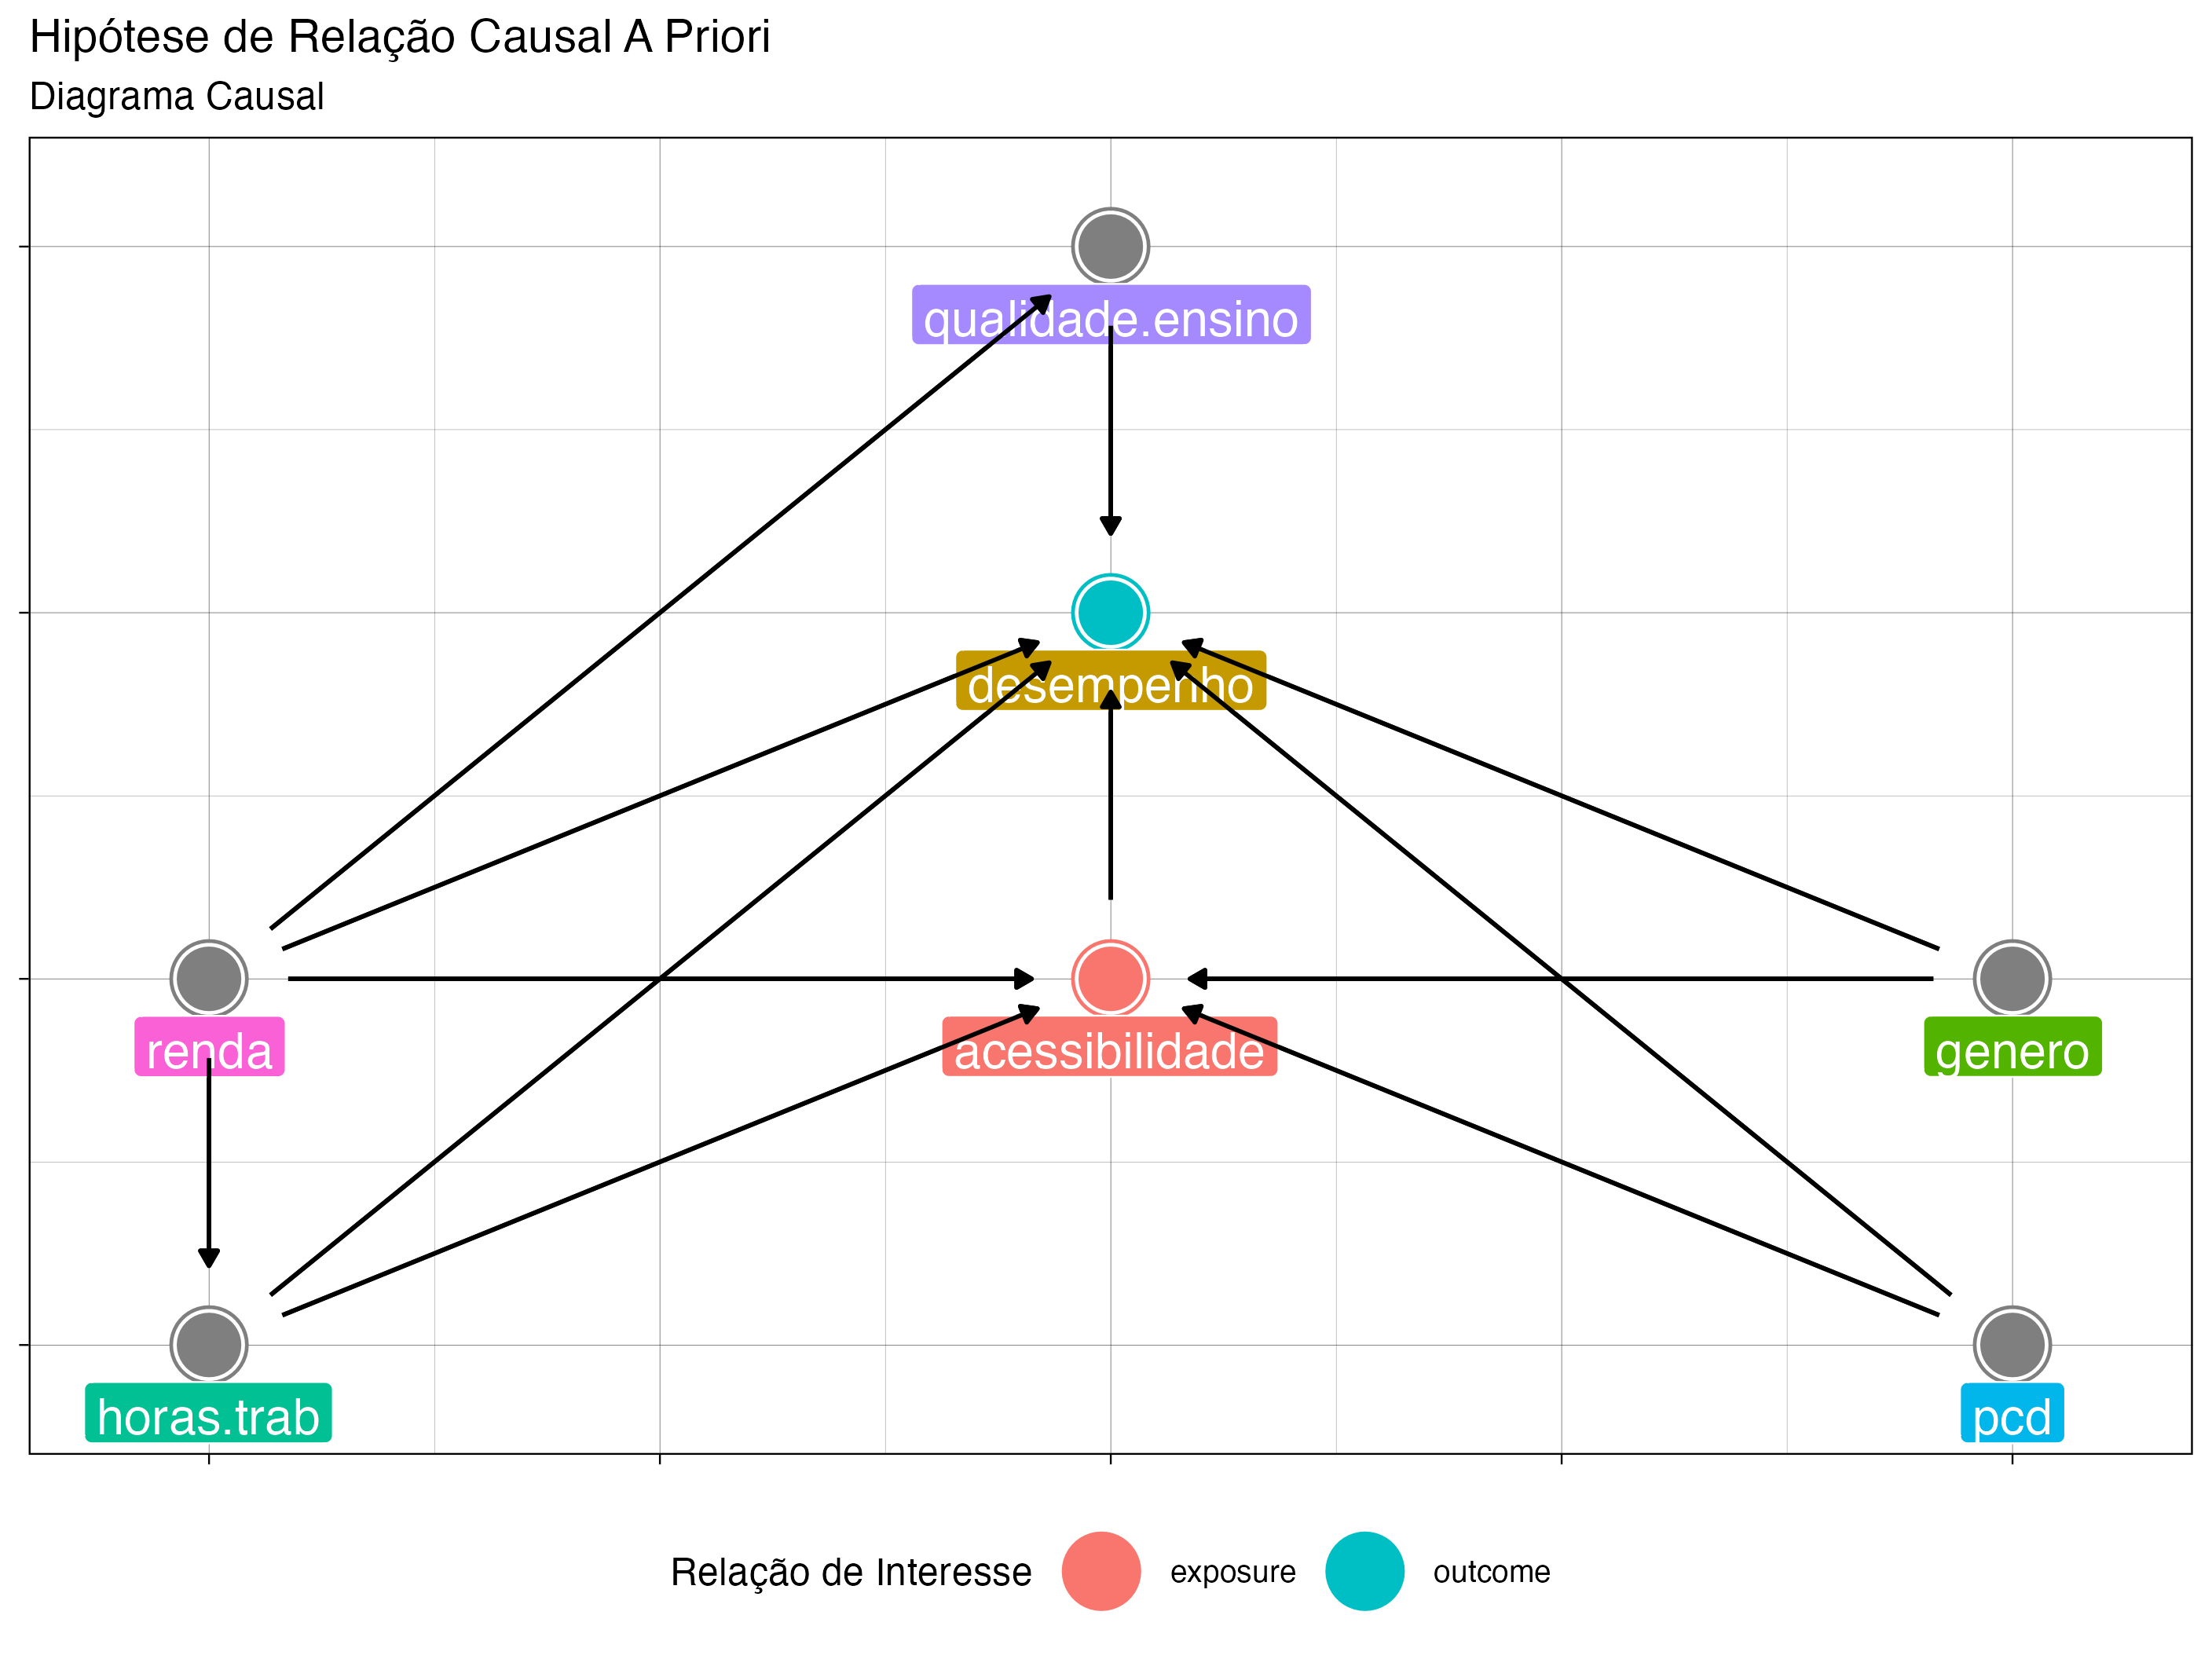 Hipótese de Relação Causal A Priori
Diagrama Causal
qualidade.ensino
desempenho
renda
acessibilidade
genero
horas.trab
pcd
Relação de Interesse
exposure
outcome